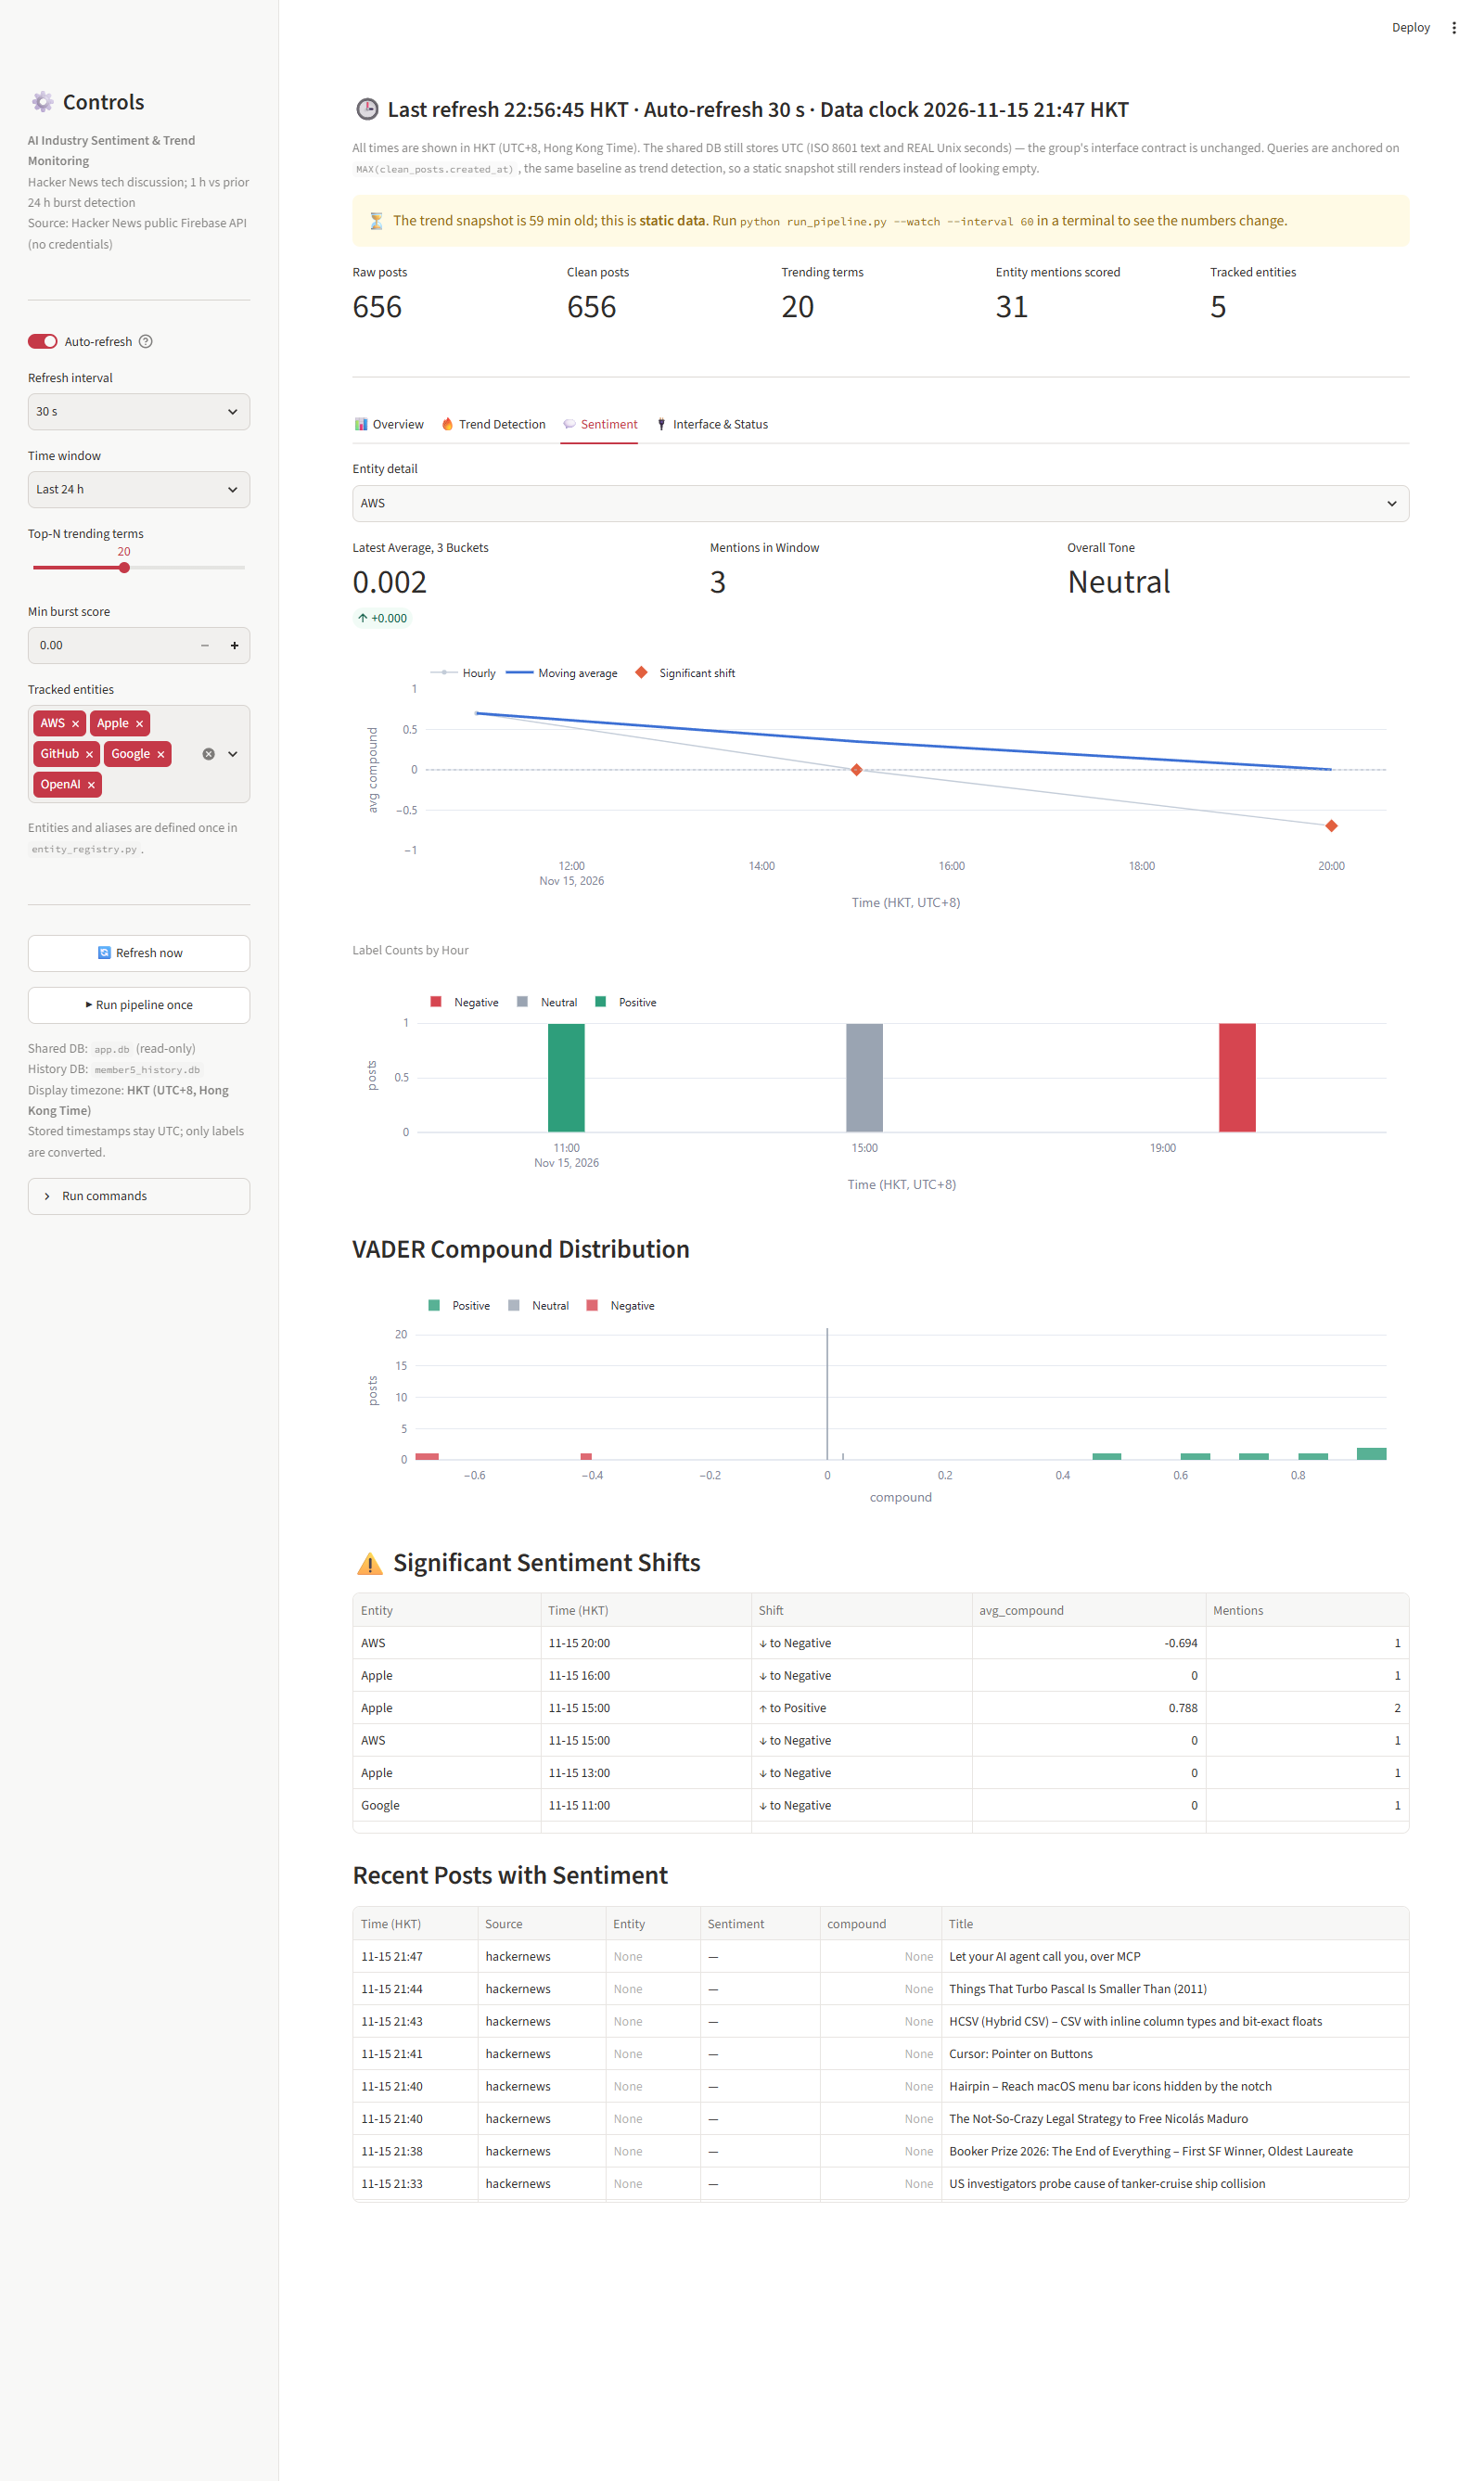 Deploy
Controls
AI Industry Sentiment & Trend
Monitoring
Hacker News tech discussion; 1 h vs prior
24 h burst detection
Source: Hacker News public Firebase API
(no credentials)
Auto-refresh
Refresh interval
30 s
Time window
Last 24 h
Top-N trending terms
20
Min burst score
0.00
Tracked entities
AWS × Apple ×
GitHub × Google ×
OpenAI ×
Entities and aliases are defined once in
entity_registry.py .
Refresh now
Run pipeline once
Shared DB: app.db (read-only)
History DB: member5_history.db
Display timezone: HKT (UTC+8, Hong
Kong Time)
Stored timestamps stay UTC; only labels
are converted.
Run commands
Last refresh 22:56:45 HKT · Auto-refresh 30 s · Data clock 2026-11-15 21:47 HKT
All times are shown in HKT (UTC+8, Hong Kong Time). The shared DB still stores UTC (ISO 8601 text and REAL Unix seconds) — the group's interface contract is unchanged. Queries are anchored on
MAX(clean_posts.created_at) , the same baseline as trend detection, so a static snapshot still renders instead of looking empty.
The trend snapshot is 59 min old; this is static data. Run python run_pipeline.py --watch --interval 60 in a terminal to see the numbers change.
Raw posts Clean posts Trending terms Entity mentions scored Tracked entities
656 656 20 31 5
Overview Trend Detection Sentiment Interface & Status
Entity detail
AWS
Latest Average, 3 Buckets Mentions in Window Overall Tone
0.002 3 Neutral
↑ +0.000
Hourly Moving average Significant shift
1
0.5
0
−0.5
−1
avg compound
12:00 14:00 16:00 18:00 20:00
Nov 15, 2026
Time (HKT, UTC+8)
Label Counts by Hour
Negative Neutral Positive
1
0.5
0
posts
11:00 15:00 19:00
Nov 15, 2026
Time (HKT, UTC+8)
VADER Compound Distribution
Positive Neutral Negative
20
15
10
5
0
posts
−0.6 −0.4 −0.2 0 0.2 0.4 0.6 0.8
compound
Significant Sentiment Shifts
Entity Time (HKT) Shift avg_compound Mentions
AWS 11-15 20:00 ↓ to Negative -0.694 1
Apple 11-15 16:00 ↓ to Negative 0 1
Apple 11-15 15:00 ↑ to Positive 0.788 2
AWS 11-15 15:00 ↓ to Negative 0 1
Apple 11-15 13:00 ↓ to Negative 0 1
Google 11-15 11:00 ↓ to Negative 0 1
Recent Posts with Sentiment
Time (HKT) Source Entity Sentiment compound Title
11-15 21:47 hackernews None — None Let your AI agent call you, over MCP
11-15 21:44 hackernews None — None Things That Turbo Pascal Is Smaller Than (2011)
11-15 21:43 hackernews None — None HCSV (Hybrid CSV) – CSV with inline column types and bit-exact floats
11-15 21:41 hackernews None — None Cursor: Pointer on Buttons
11-15 21:40 hackernews None — None Hairpin – Reach macOS menu bar icons hidden by the notch
11-15 21:40 hackernews None — None The Not-So-Crazy Legal Strategy to Free Nicolás Maduro
11-15 21:38 hackernews None — None Booker Prize 2026: The End of Everything – First SF Winner, Oldest Laureate
11-15 21:33 hackernews None — None US investigators probe cause of tanker-cruise ship collision